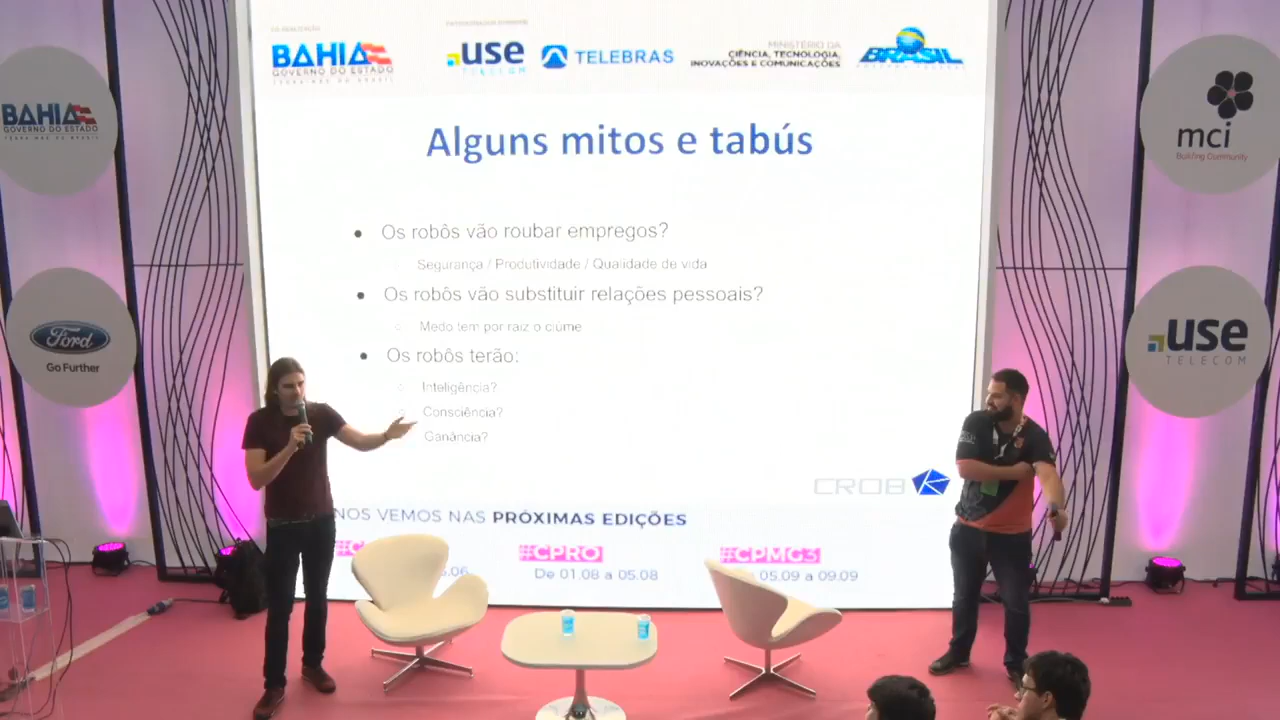 BAHIA
GOVERNO DO ESTADO
USE
TELECOM
TELEBRAS
MINISTÉRIO DA
CIÊNCIA, TECNOLOGIA,
INOVAÇÕES E COMUNICAÇÕES
BRASIL
Alguns mitos e tabús
Os robôs vão roubar empregos?
Segurança / Produtividade / Qualidade de vida
Os robôs vão substituir relações pessoais?
Medo tem por raiz o ciúme
Os robôs terão:
Inteligência?
Consciência?
Ganância?
CROB
NOS VEMOS NAS PRÓXIMAS EDIÇÕES
#CPRO
#CPMG3
De 01.08 a 05.08
05.09 a 09.09
BAHIA
GOVERNO DO ESTADO
Ford
Go Further
mci
Building Community
USE
TELECOM